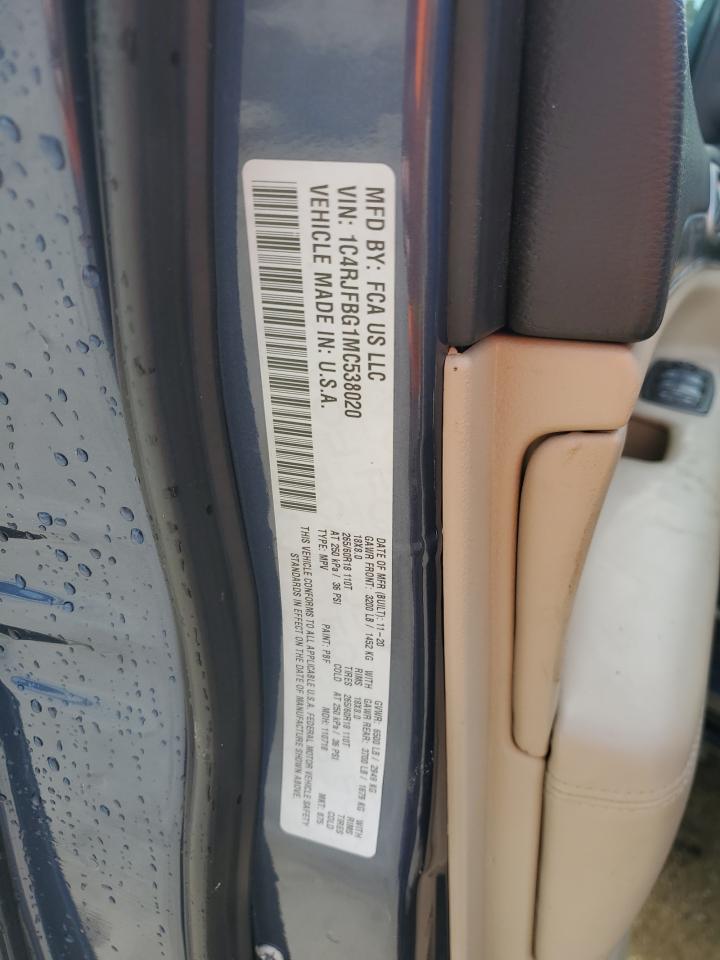 MFD BY: FCA US LLC
VIN: 1C4RJFBG1MC538020
VEHICLE MADE IN: U.S.A.
DATE OF MFR (BUILT): 11-20 GVWR: 6500 LB / 2949 KG
GAWR FRONT: 3200 LB / 1452 KG WITH GAWR REAR: 3700 LB / 1678 KG WITH
18X8.0 RIMS 18X8.0 RIMS
265/60R18 110T TIRES 265/60R18 110T TIRES
AT 250 kPa / 36 PSI COLD AT 250 kPa / 36 PSI COLD
TYPE: MPV PAINT: PBF MDH: 110718 MKT: 875
THIS VEHICLE CONFORMS TO ALL APPLICABLE U.S.A. FEDERAL MOTOR VEHICLE SAFETY
STANDARDS IN EFFECT ON THE DATE OF MANUFACTURE SHOWN ABOVE.